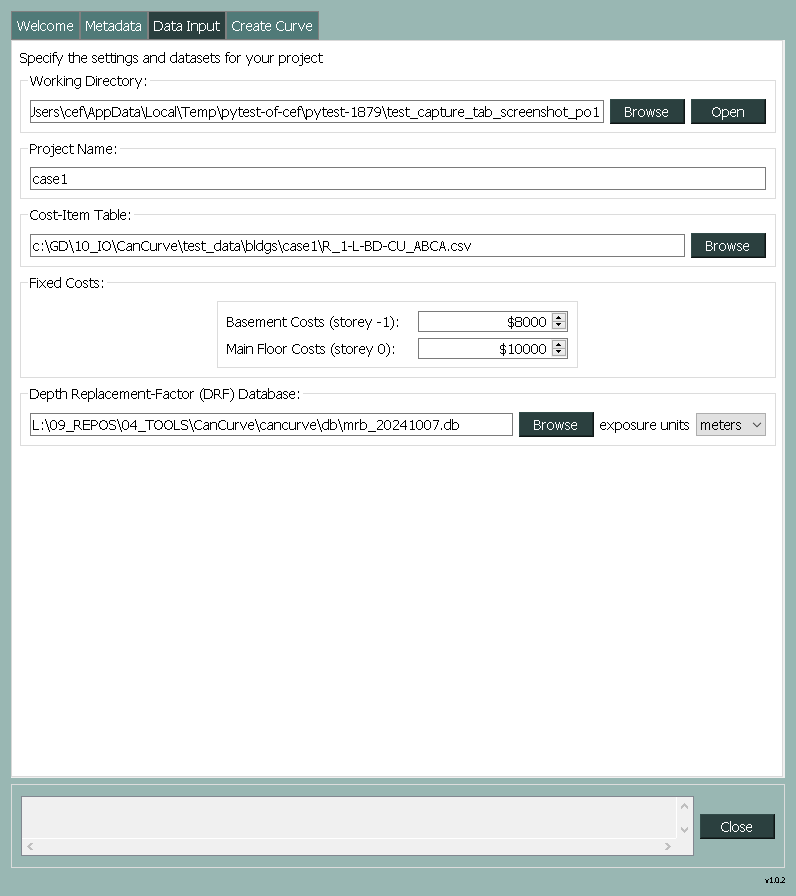 Welcome Metadata Data Input Create Curve
Specify the settings and datasets for your project
Working Directory:
Jsers\cef\AppData\Local\Temp\pytest-of-cef\pytest-1879\test_capture_tab_screenshot_po1 Browse Open
Project Name:
case1
Cost-Item Table:
c:\GD\10_IO\CanCurve\test_data\bldgs\case1\R_1-L-BD-CU_ABCA.csv Browse
Fixed Costs:
Basement Costs (storey -1): $8000
Main Floor Costs (storey 0): $10000
Depth Replacement-Factor (DRF) Database:
L:\09_REPOS\04_TOOLS\CanCurve\cancurve\db\mrb_20241007.db Browse exposure units meters
Close
v1.0.2